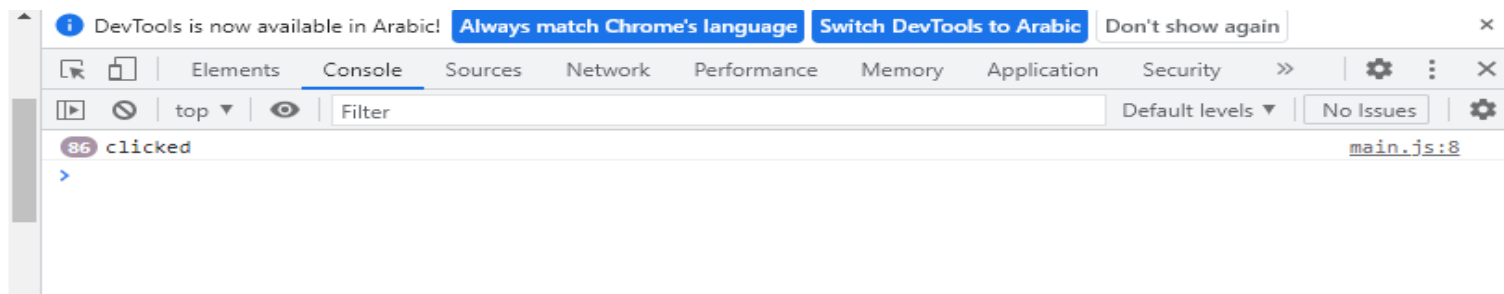 DevTools is now available in Arabic! Always match Chrome's language Switch DevTools to Arabic Don't show again
Elements Console Sources Network Performance Memory Application Security
top Filter Default levels No Issues
86 clicked main.js:8